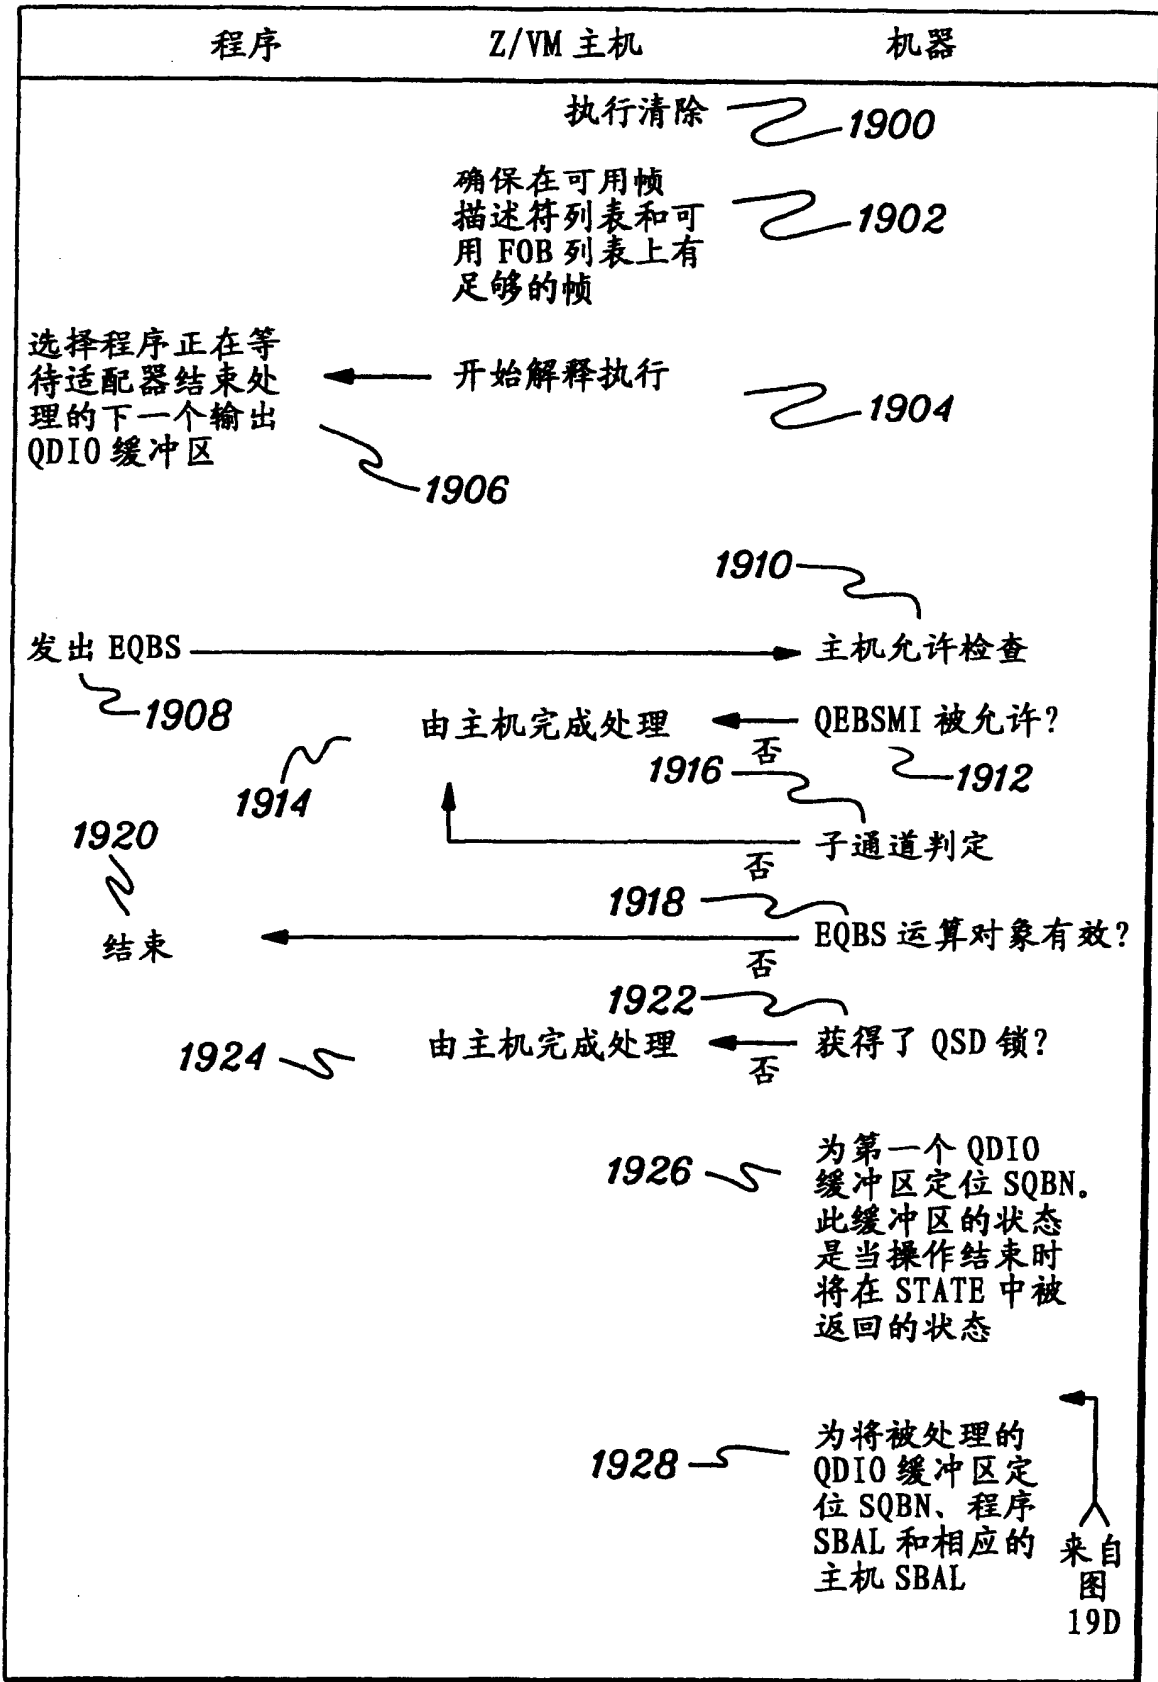 程序 Z/VM 主机 机器
执行清除
1900
确保在可用帧
描述符列表和可
用 FOB 列表上有
足够的帧
1902
选择程序正在等
待适配器结束处
理的下一个输出
QDIO 缓冲区
开始解释执行
1904
1906
1910
发出 EQBS
主机允许检查
1908
由主机完成处理
QEBSMI 被允许？
否
1912
1914
1916
子通道判定
否
1920
1918
结束
EQBS 运算对象有效？
否
1922
1924
由主机完成处理
获得了 QSD 锁？
否
1926
为第一个 QDIO
缓冲区定位 SQBN。
此缓冲区的状态
是当操作结束时
将在 STATE 中被
返回的状态
1928
为将被处理的
QDIO 缓冲区定
位 SQBN、程序
SBAL 和相应的
主机 SBAL
来自
图
19D